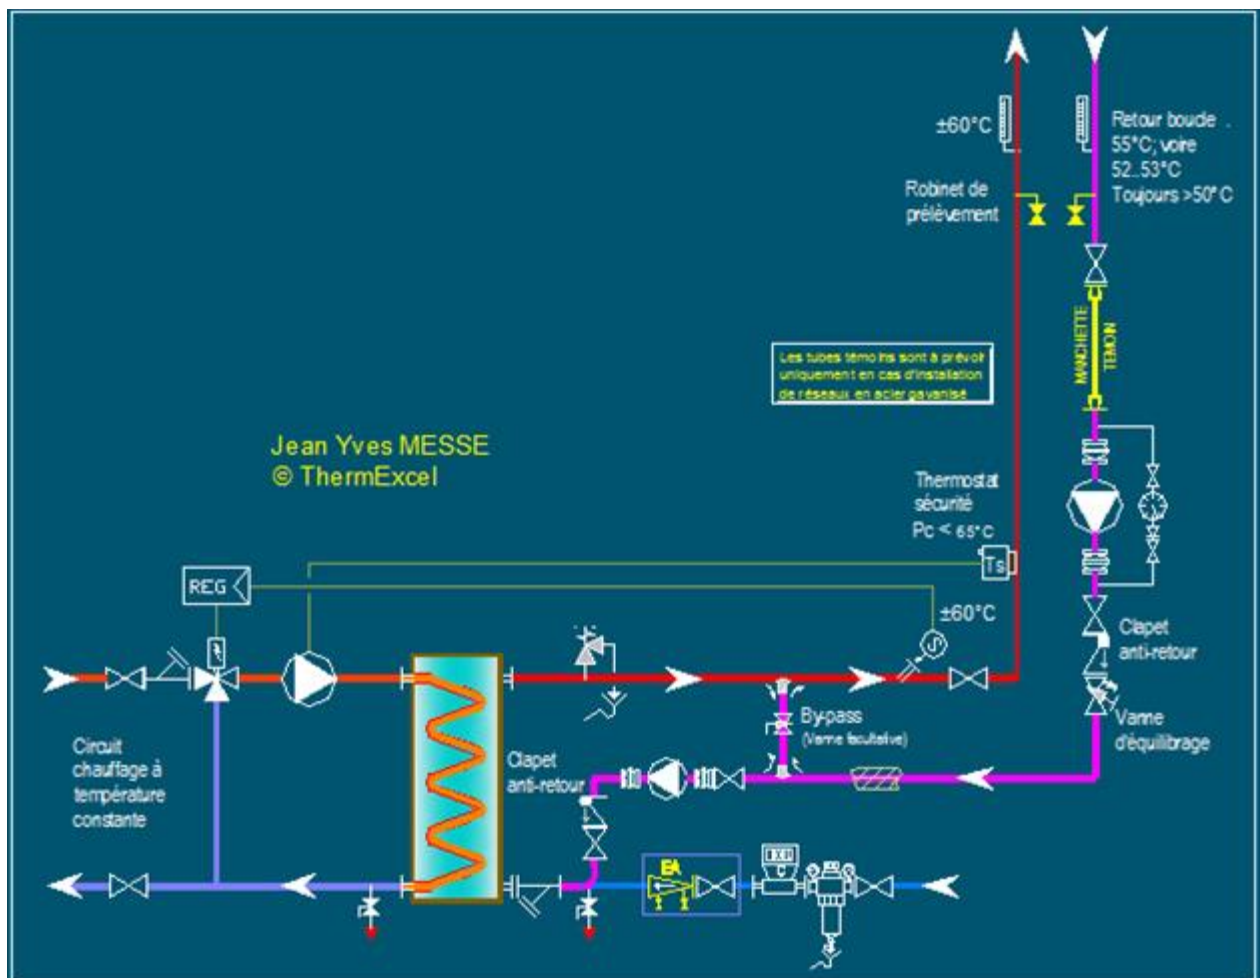 ±60°C
Retour boucle .
55°C; voire
52..53°C
Toujours >50°C
Robinet de
prélèvement
MANCHETTE
TEMOIN
Les tubes témoins sont à prévoir
uniquement en cas d'installation
de réseaux en acier gavanisé
Jean Yves MESSE
© ThermExcel
Thermostat
sécurité
Pc < 65°C
Ts
REG
±60°C
Clapet
anti-retour
Vanne
d'équilibrage
By-pass
(Vanne facultative)
Circuit
chauffage à
température
constante
Clapet
anti-retour
EA
C